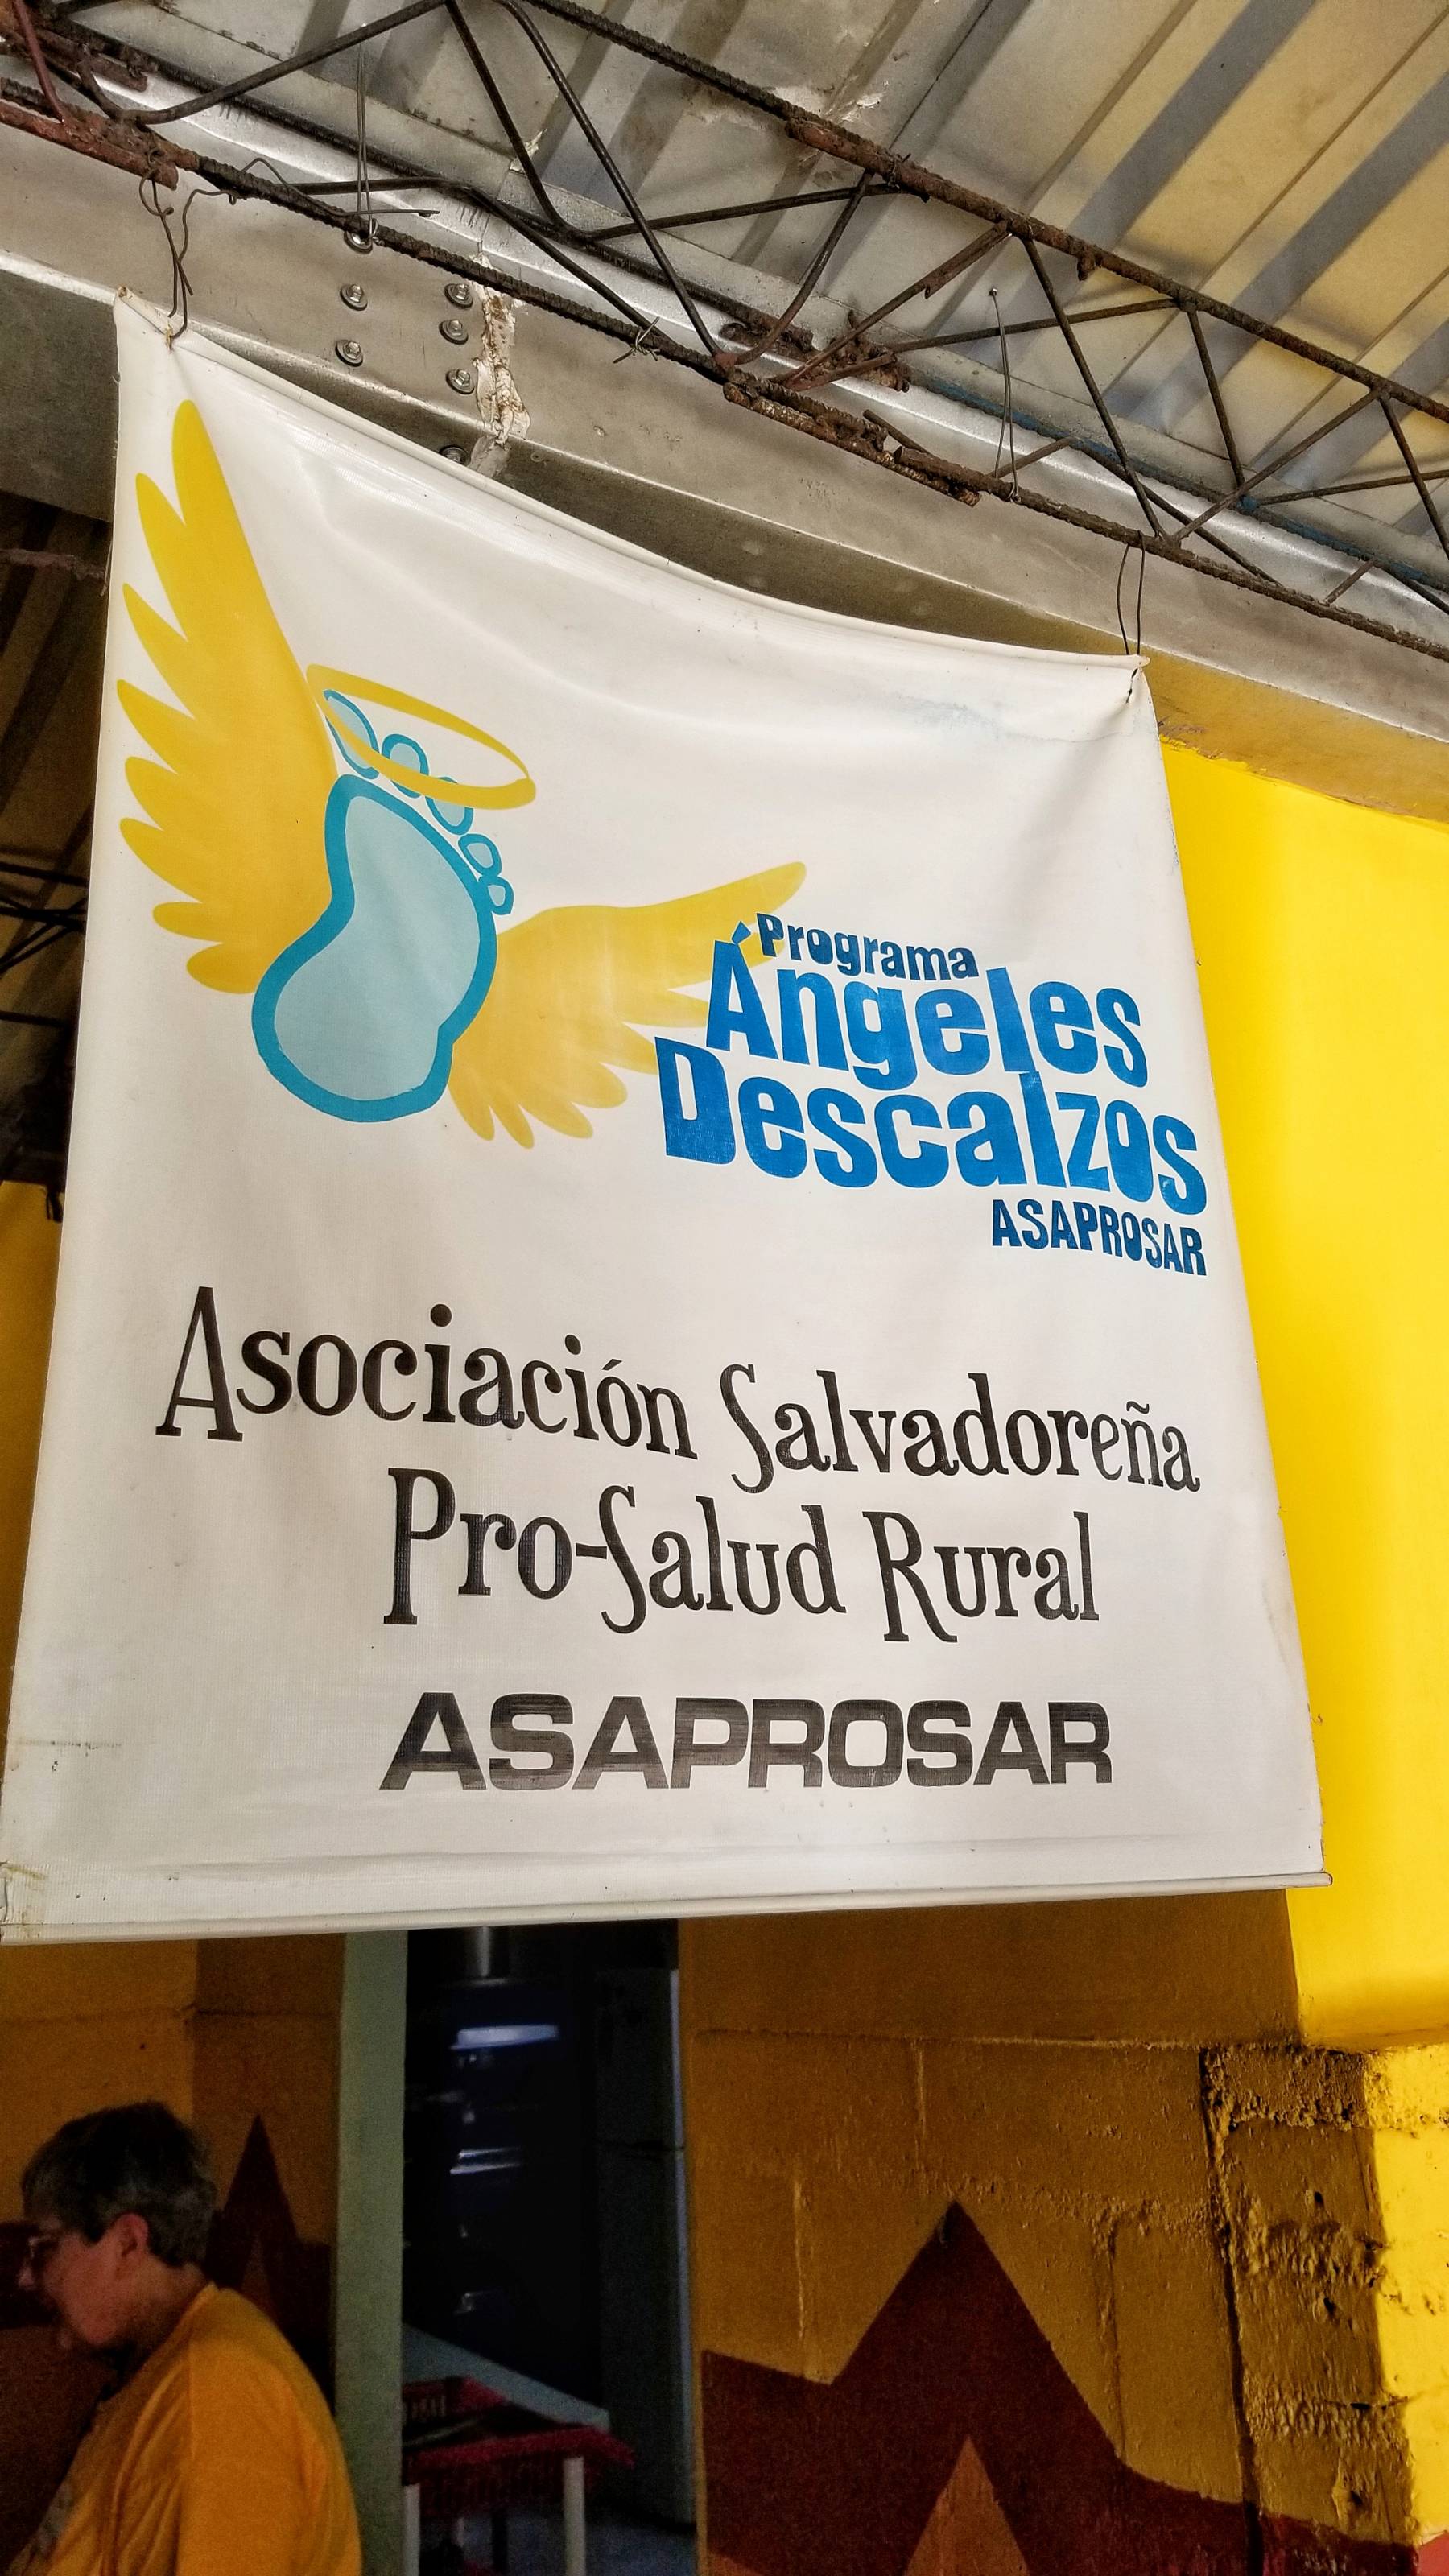 Programa
Ángeles
Descalzos
ASAPROSAR
Asociación Salvadoreña
Pro-Salud Rural
ASAPROSAR